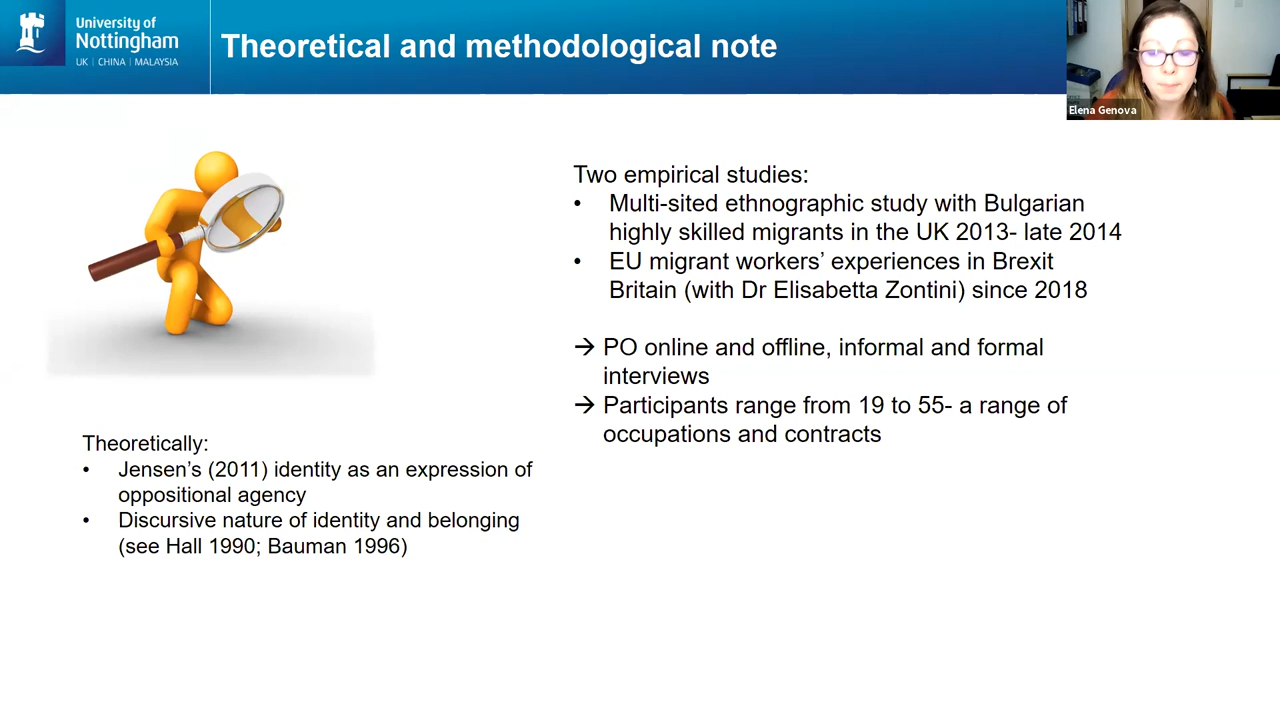 University of
Nottingham
UK | CHINA | MALAYSIA
Theoretical and methodological note
Elena Genova
Two empirical studies:
• Multi-sited ethnographic study with Bulgarian
highly skilled migrants in the UK 2013- late 2014
• EU migrant workers’ experiences in Brexit
Britain (with Dr Elisabetta Zontini) since 2018
→ PO online and offline, informal and formal
interviews
→ Participants range from 19 to 55- a range of
occupations and contracts
Theoretically:
• Jensen’s (2011) identity as an expression of
oppositional agency
• Discursive nature of identity and belonging
(see Hall 1990; Bauman 1996)